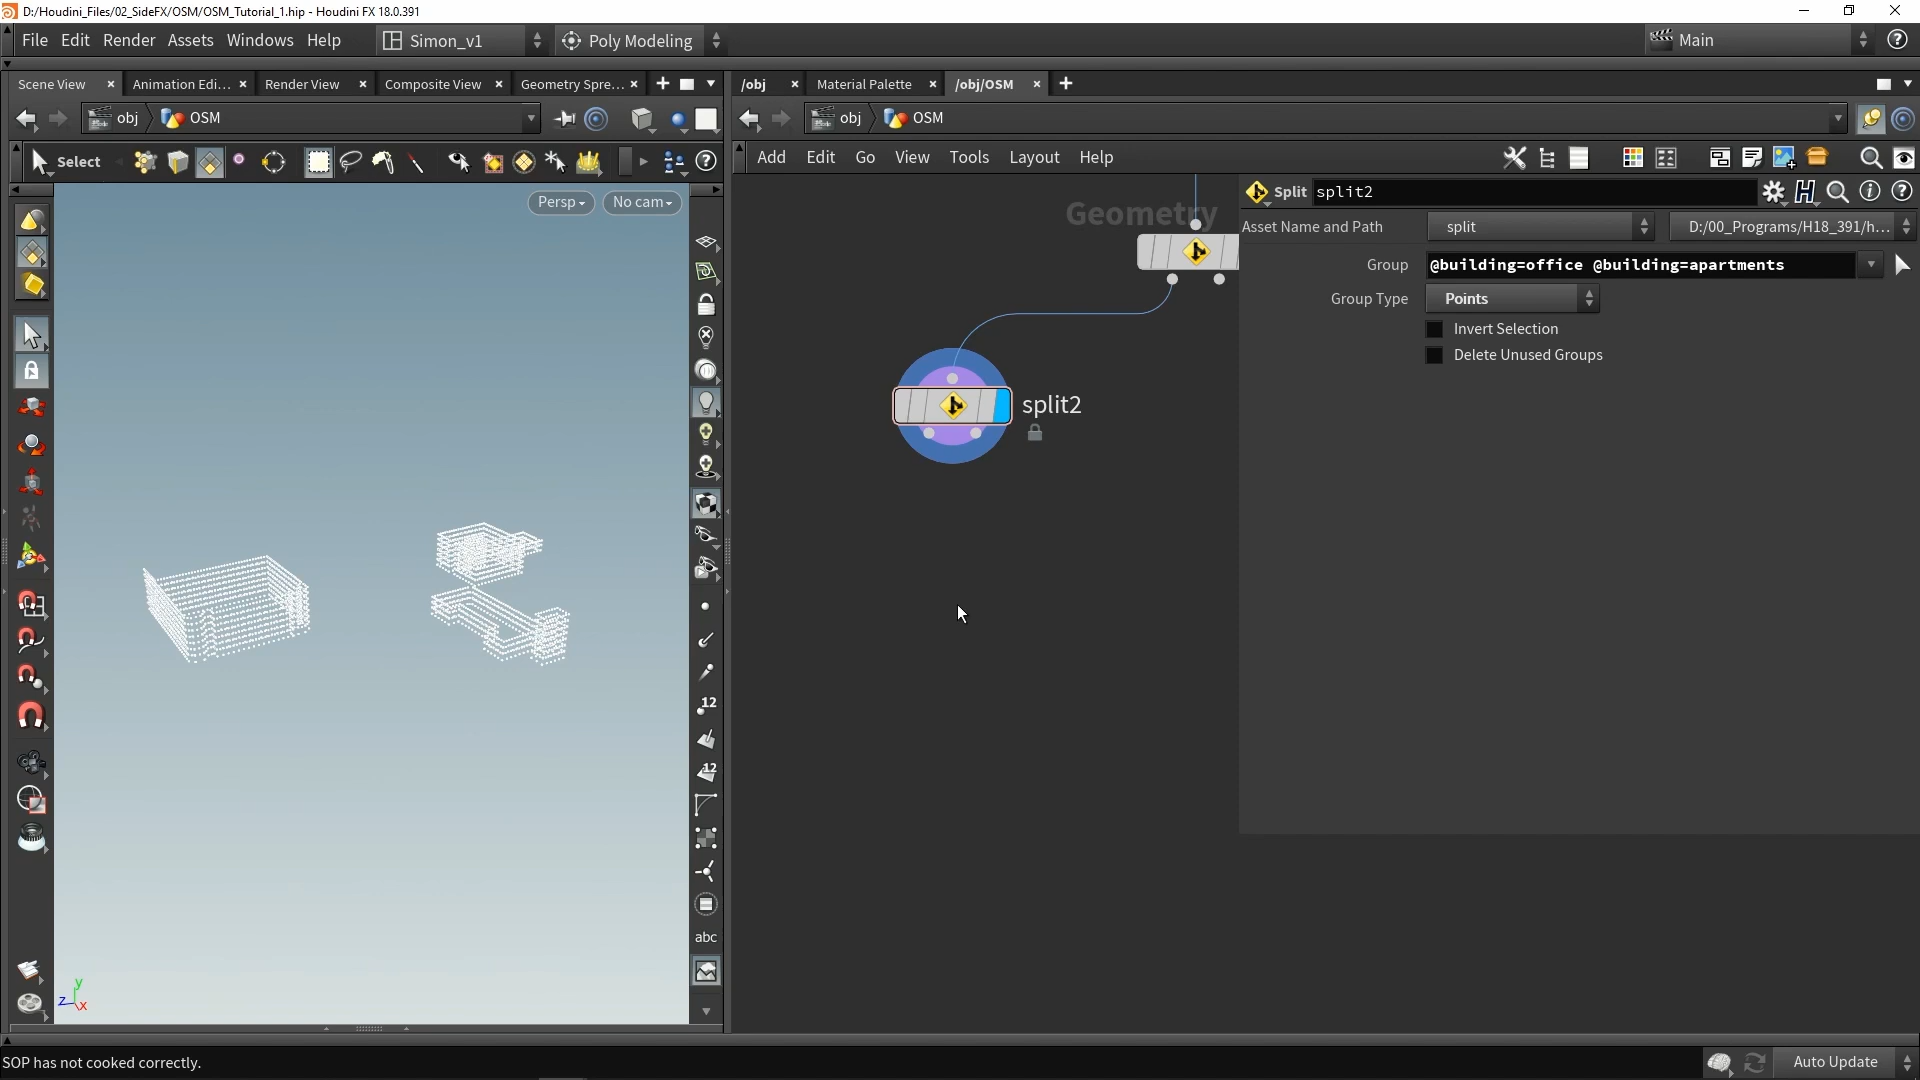 D:/Houdini_Files/02_SideFX/OSM/OSM_Tutorial_1.hip - Houdini FX 18.0.391
File Edit Render Assets Windows Help
Simon_v1
Poly Modeling
Main
Scene View
Animation Edi...
Render View
Composite View
Geometry Spre...
/obj
Material Palette
/obj/OSM
obj
OSM
obj
OSM
Select
Add Edit Go View Tools Layout Help
Persp
No cam
Geometry
Split split2
Asset Name and Path
split
D:/00_Programs/H18_391/h...
Group
@building=office @building=apartments
Group Type
Points
Invert Selection
Delete Unused Groups
split2
12
12
abc
y
z
x
SOP has not cooked correctly.
Auto Update